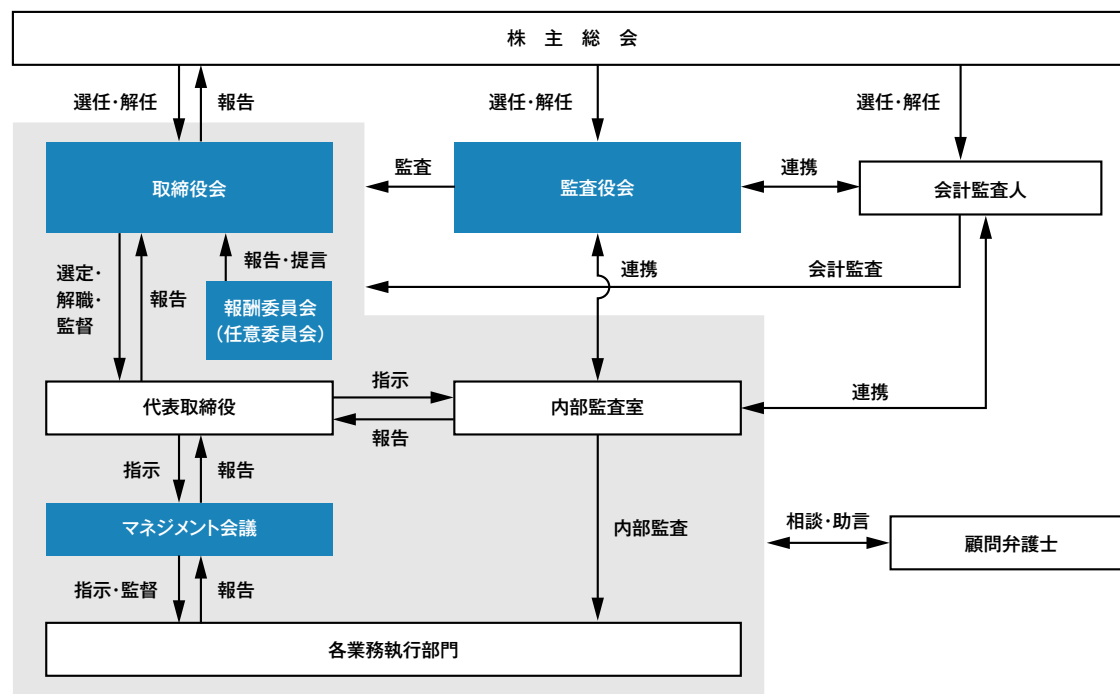 株主総会
選任・解任
報告
選任・解任
選任・解任
取締役会
監査
監査役会
連携
会計監査人
選定・
解職・
監督
報告
報告・提言
報酬委員会
（任意委員会）
連携
会計監査
代表取締役
指示
報告
内部監査室
連携
指示
報告
マネジメント会議
内部監査
相談・助言
顧問弁護士
指示・監督
報告
各業務執行部門